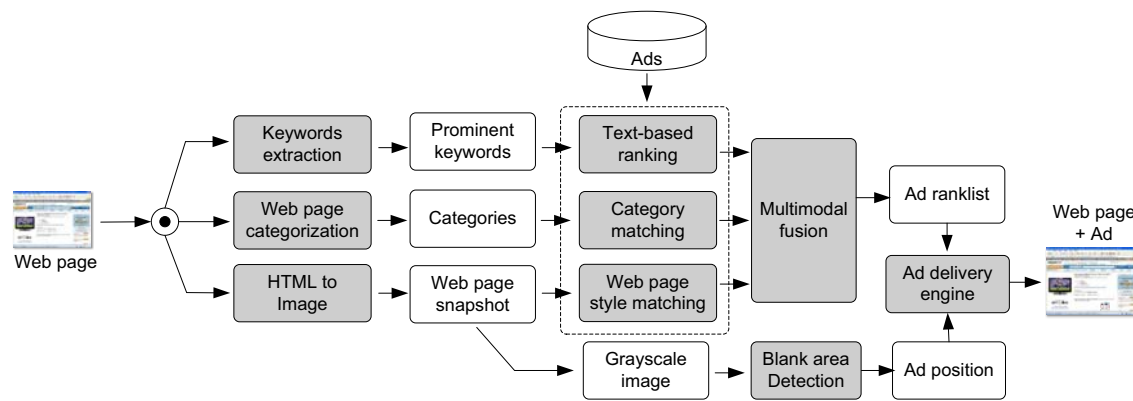 Ads
Keywords
extraction
Prominent
keywords
Text-based
ranking
Web page
Web page
categorization
Categories
Category
matching
Multimodal
fusion
Ad ranklist
Web page
+ Ad
HTML to
Image
Web page
snapshot
Web page
style matching
Ad delivery
engine
Grayscale
image
Blank area
Detection
Ad position